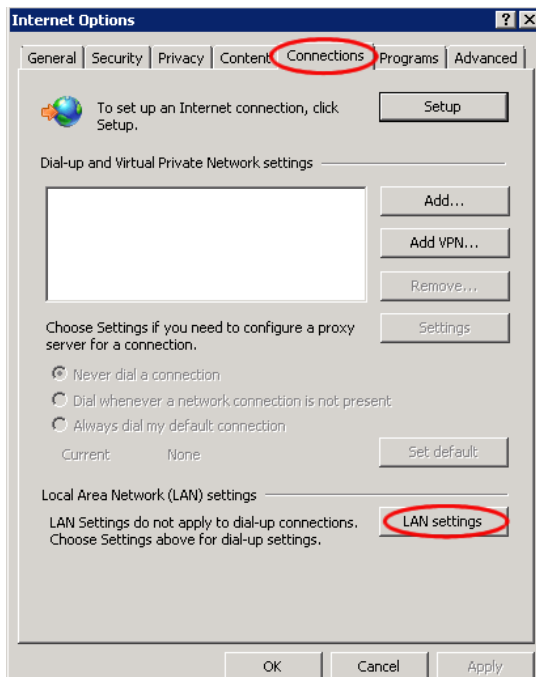 Internet Options
General Security Privacy Content Connections Programs Advanced
To set up an Internet connection, click
Setup.
Setup
Dial-up and Virtual Private Network settings
Add...
Add VPN...
Remove...
Choose Settings if you need to configure a proxy
server for a connection.
Settings
Never dial a connection
Dial whenever a network connection is not present
Always dial my default connection
Current None
Set default
Local Area Network (LAN) settings
LAN Settings do not apply to dial-up connections.
Choose Settings above for dial-up settings.
LAN settings
OK Cancel Apply